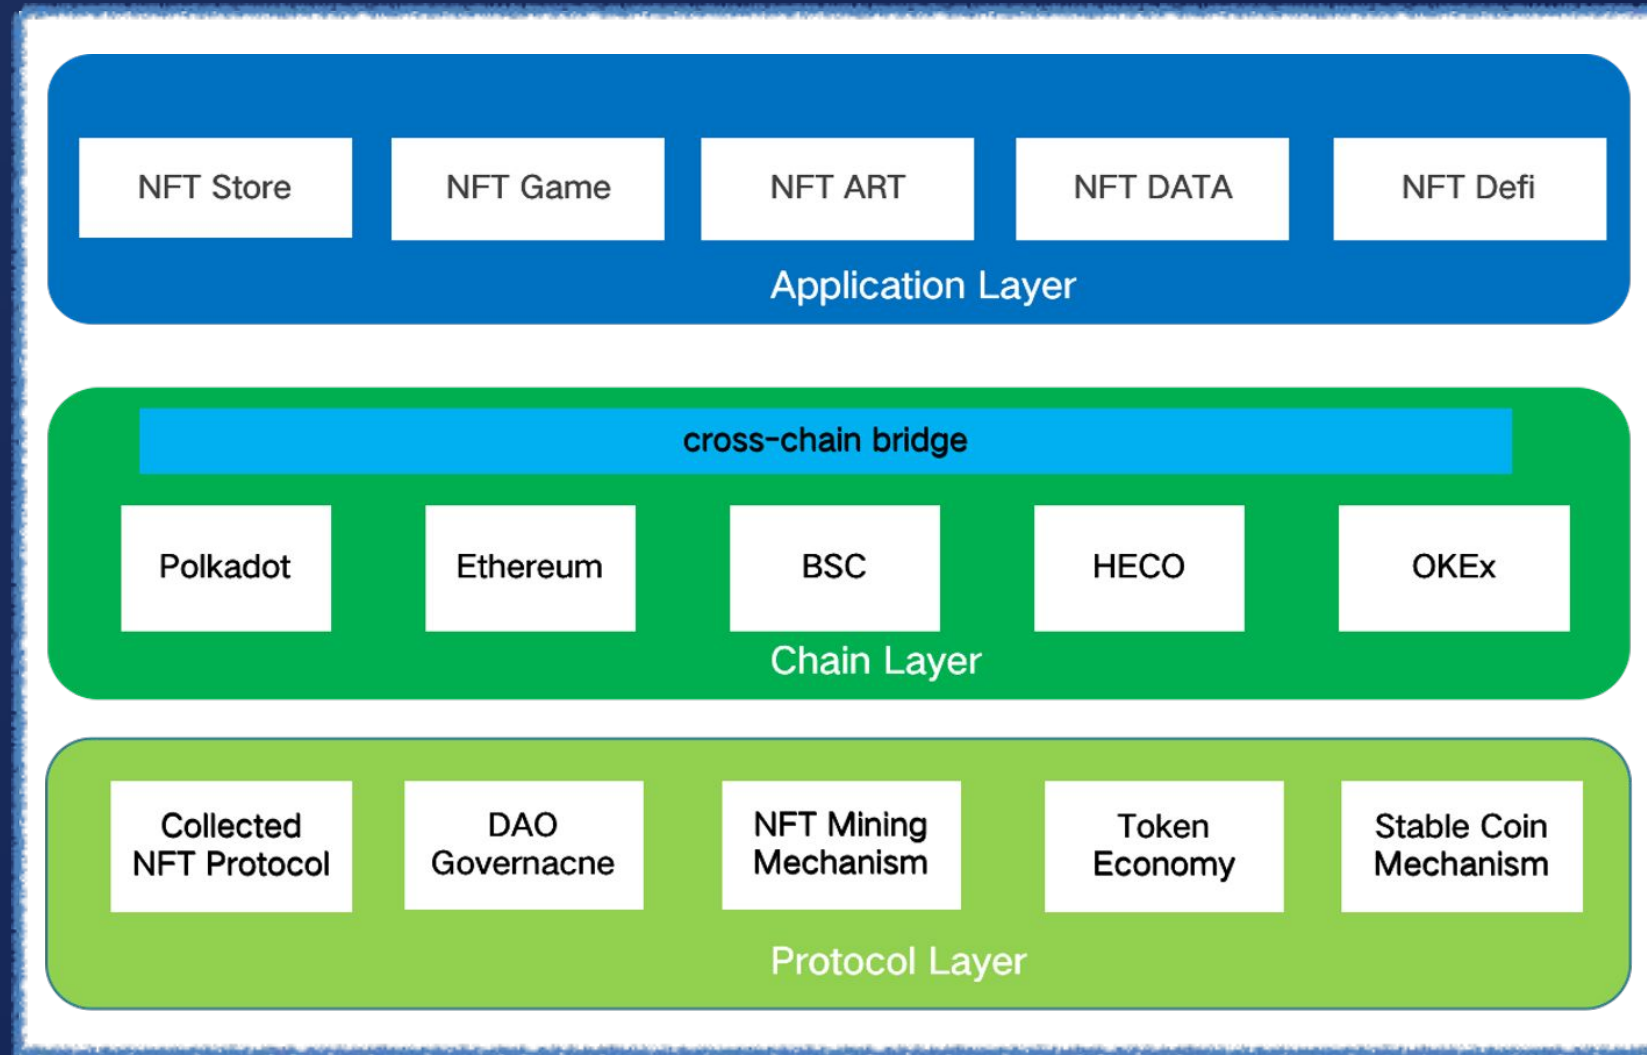 NFT Store
NFT Game
NFT ART
NFT DATA
NFT Defi
Application Layer
cross-chain bridge
Polkadot
Ethereum
BSC
HECO
OKEx
Chain Layer
Collected
NFT Protocol
DAO
Governacne
NFT Mining
Mechanism
Token
Economy
Stable Coin
Mechanism
Protocol Layer